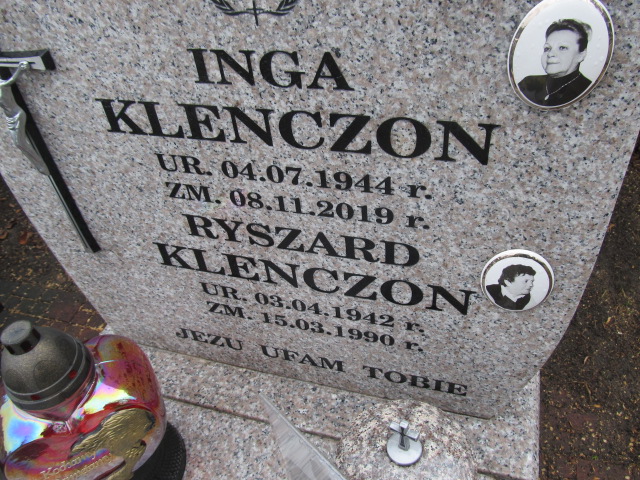 INGA
KLENCZON
UR. 04.07.1944 r.
ZM. 08.11.2019 r.
RYSZARD
KLENCZON
UR. 03.04.1942 r.
ZM. 15.03.1990 r.
JEZU UFAM TOBIE